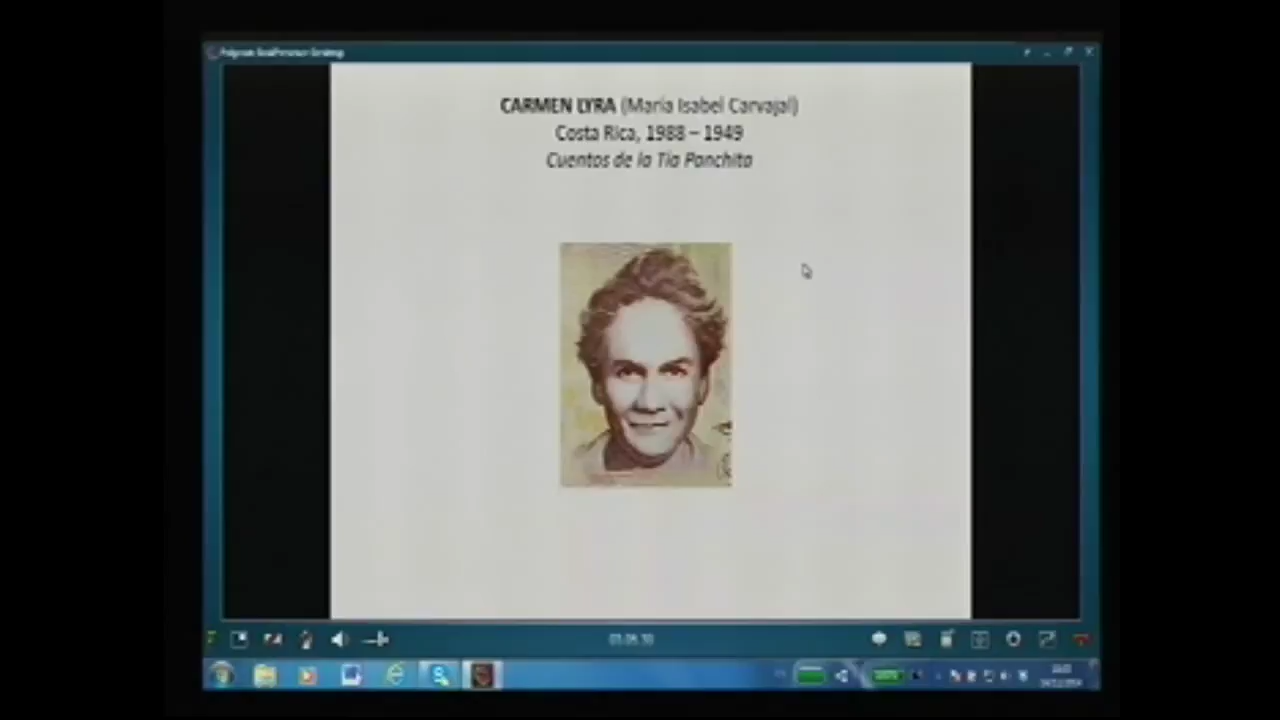 CARMEN LYRA (María Isabel Carvajal)
Costa Rica, 1988 – 1949
Cuentos de la Tía Panchita